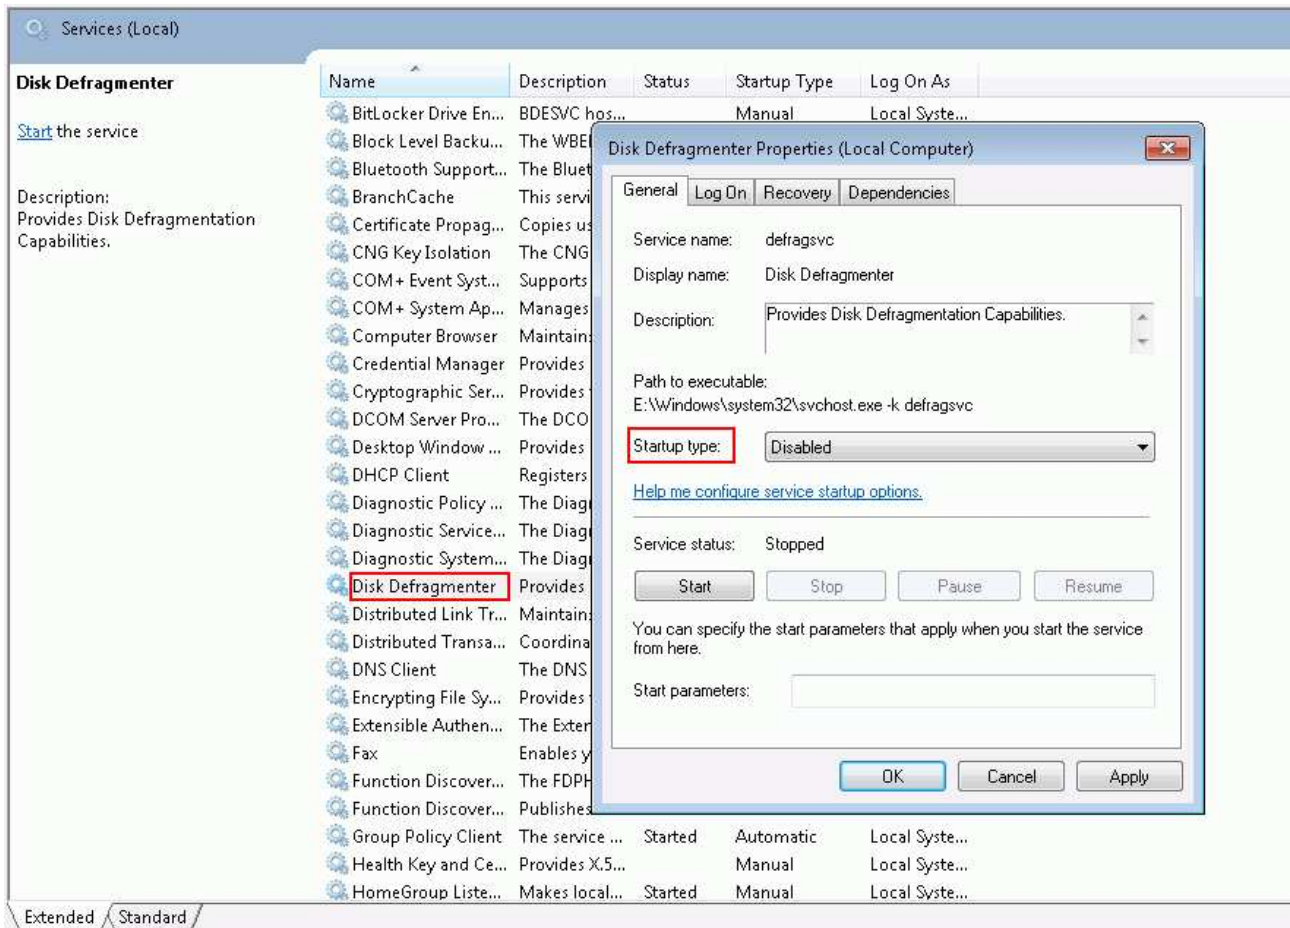 Services (Local)
Disk Defragmenter
Start the service
Description:
Provides Disk Defragmentation
Capabilities.
Name Description Status Startup Type Log On As
BitLocker Drive En... BDESVC hos... Manual Local Syste...
Block Level Backu... The WBE
Bluetooth Support... The Bluet
BranchCache This servi
Certificate Propag... Copies us
CNG Key Isolation The CNG
COM+ Event Syst... Supports
COM+ System Ap... Manages
Computer Browser Maintain
Credential Manager Provides
Cryptographic Ser... Provides
DCOM Server Pro... The DCO
Desktop Window ... Provides
DHCP Client Registers
Diagnostic Policy ... The Diag
Diagnostic Service... The Diag
Diagnostic System... The Diag
Disk Defragmenter Provides
Distributed Link Tr... Maintain
Distributed Transa... Coordina
DNS Client The DNS
Encrypting File Sy... Provides
Extensible Authen... The Exter
Fax Enables y
Function Discover... The FDPH
Function Discover... Publishes
Group Policy Client The service ... Started Automatic Local Syste...
Health Key and Ce... Provides X.5... Manual Local Syste...
HomeGroup Liste... Makes local... Started Manual Local Syste...
Extended Standard
Disk Defragmenter Properties (Local Computer)
General Log On Recovery Dependencies
Service name: defragsvc
Display name: Disk Defragmenter
Description: Provides Disk Defragmentation Capabilities.
Path to executable:
E:\Windows\system32\svchost.exe -k defragsvc
Startup type: Disabled
Help me configure service startup options.
Service status: Stopped
Start Stop Pause Resume
You can specify the start parameters that apply when you start the service
from here.
Start parameters:
OK Cancel Apply